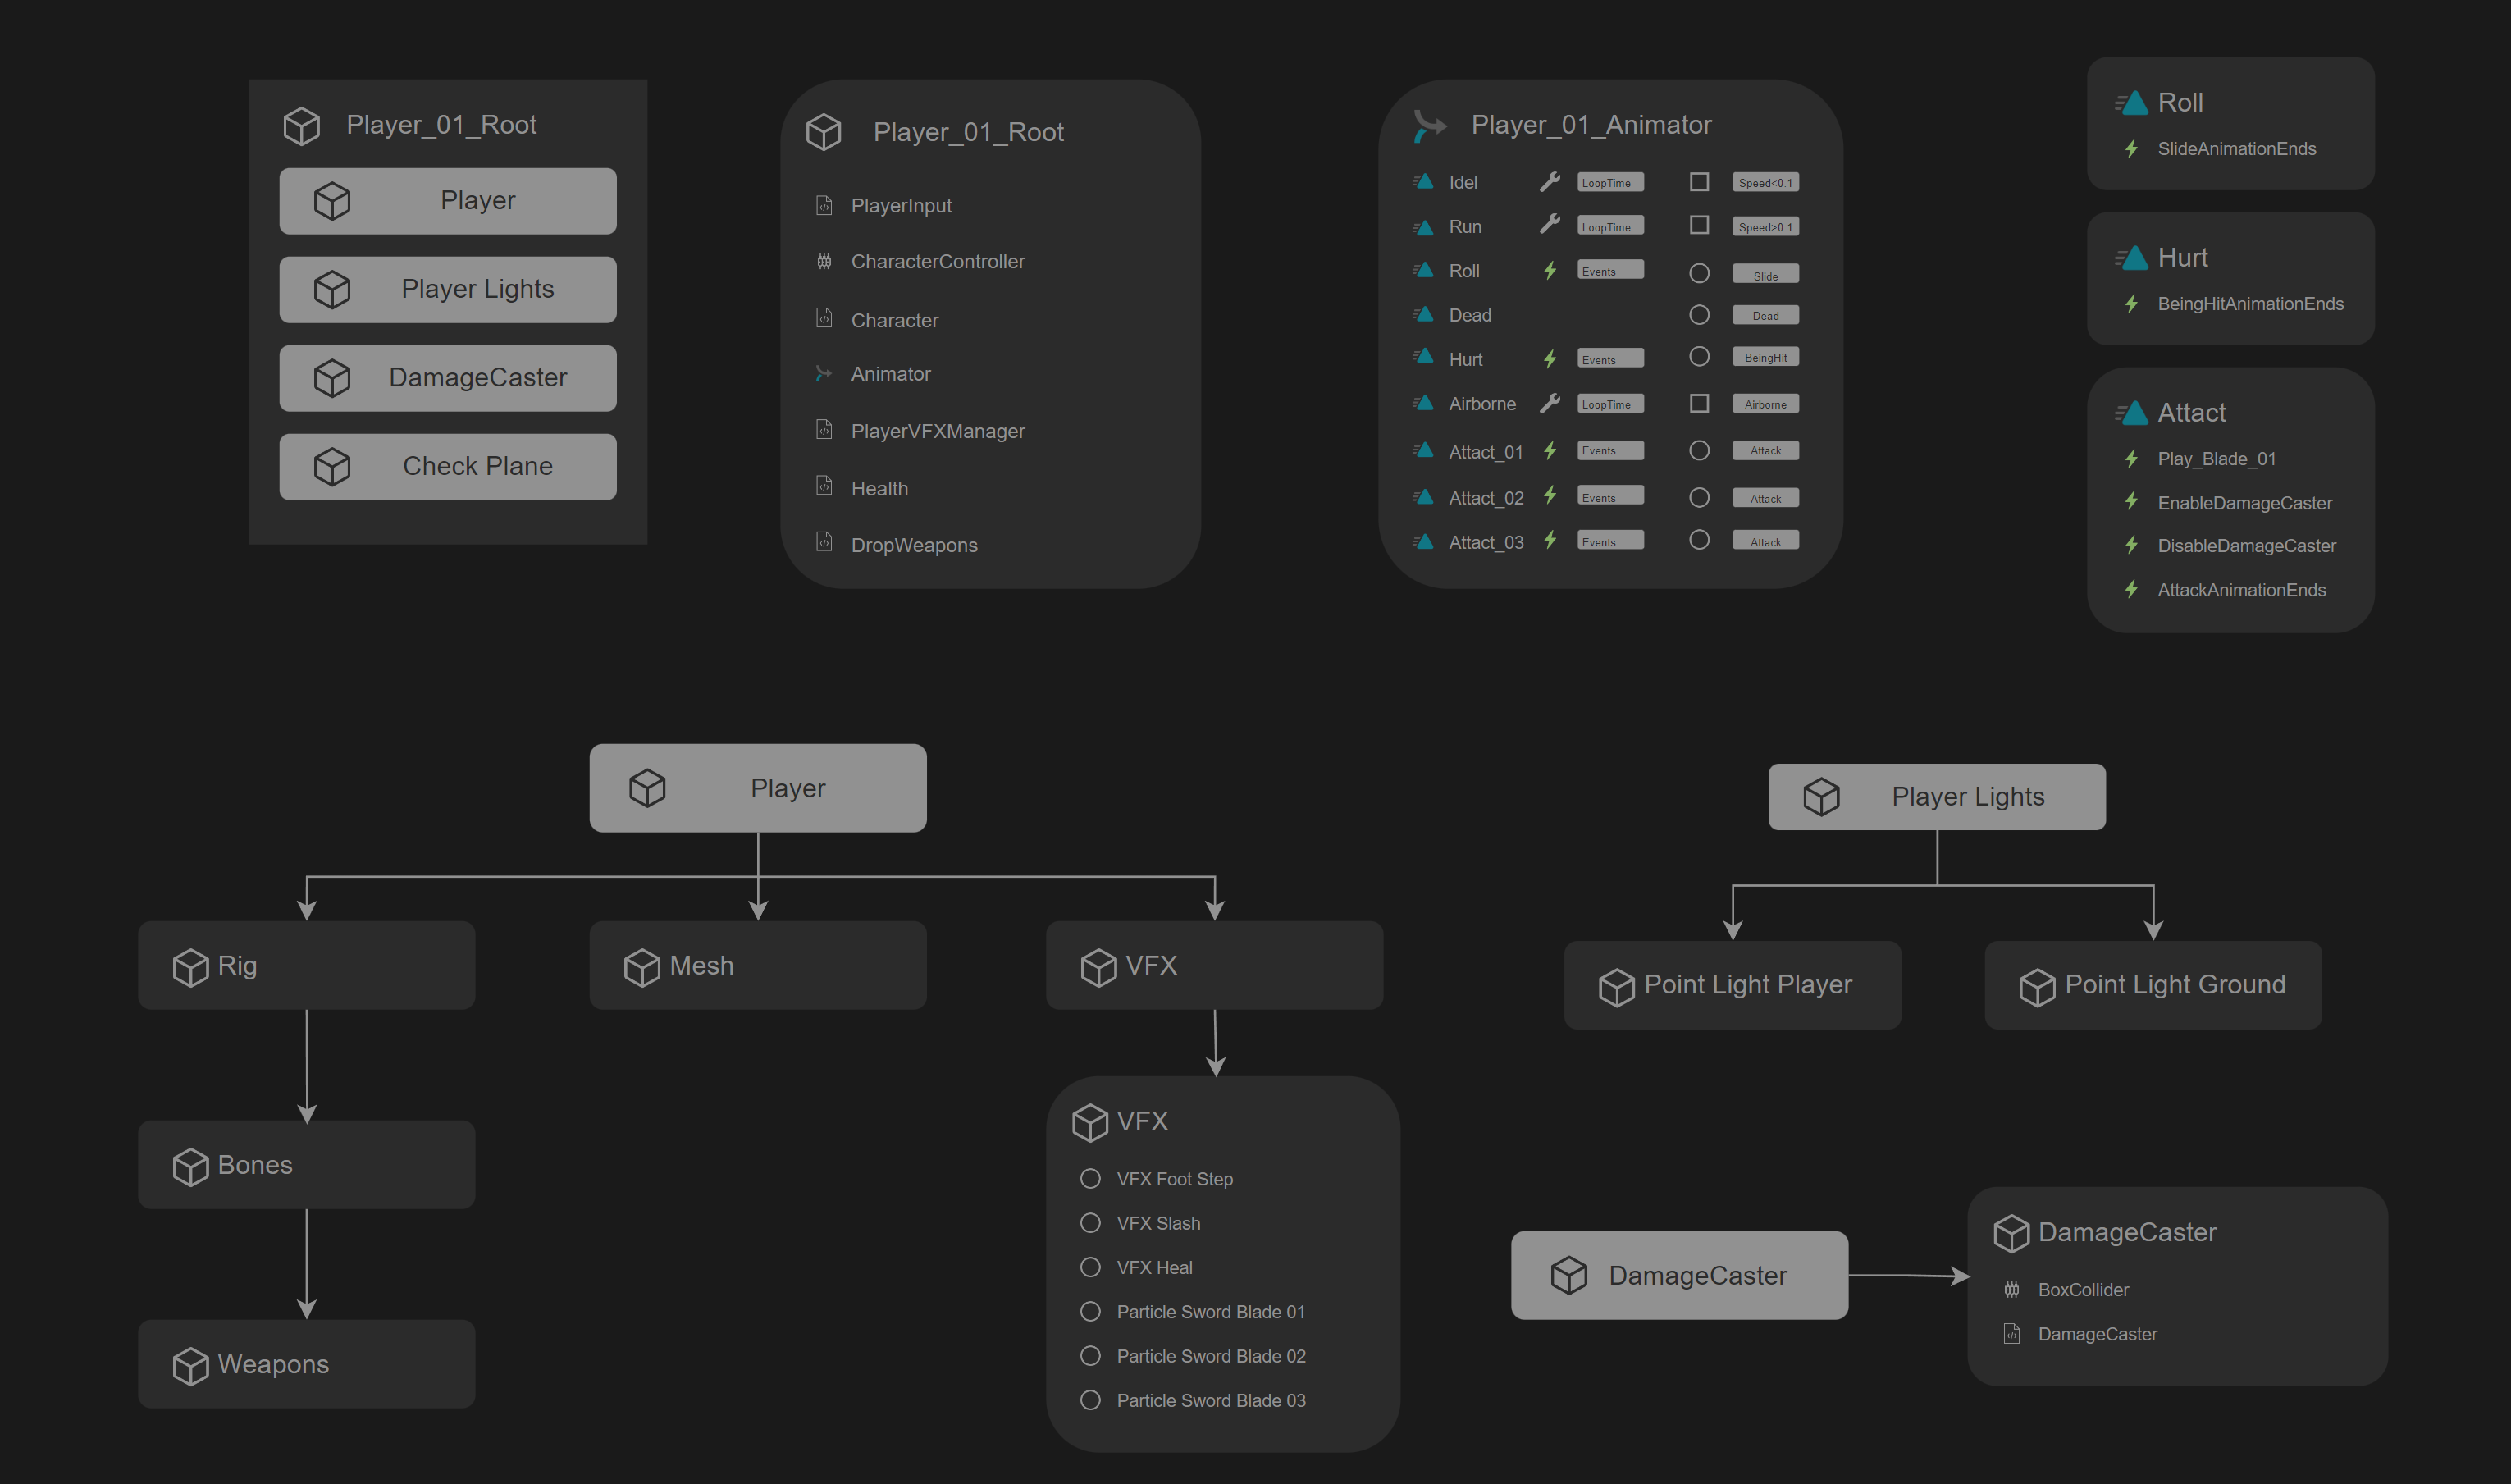 Player_01_Root
Player
Player Lights
DamageCaster
Check Plane
Player_01_Root
PlayerInput
CharacterController
Character
Animator
PlayerVFXManager
Health
DropWeapons
Player_01_Animator
Idel LoopTime Speed<0.1
Run LoopTime Speed>0.1
Roll Events Slide
Dead Dead
Hurt Events BeingHit
Airborne LoopTime Airborne
Attact_01 Events Attack
Attact_02 Events Attack
Attact_03 Events Attack
Roll
SlideAnimationEnds
Hurt
BeingHitAnimationEnds
Attact
Play_Blade_01
EnableDamageCaster
DisableDamageCaster
AttackAnimationEnds
Player
Rig
Mesh
VFX
Bones
Weapons
VFX
VFX Foot Step
VFX Slash
VFX Heal
Particle Sword Blade 01
Particle Sword Blade 02
Particle Sword Blade 03
Player Lights
Point Light Player
Point Light Ground
DamageCaster
DamageCaster
BoxCollider
DamageCaster